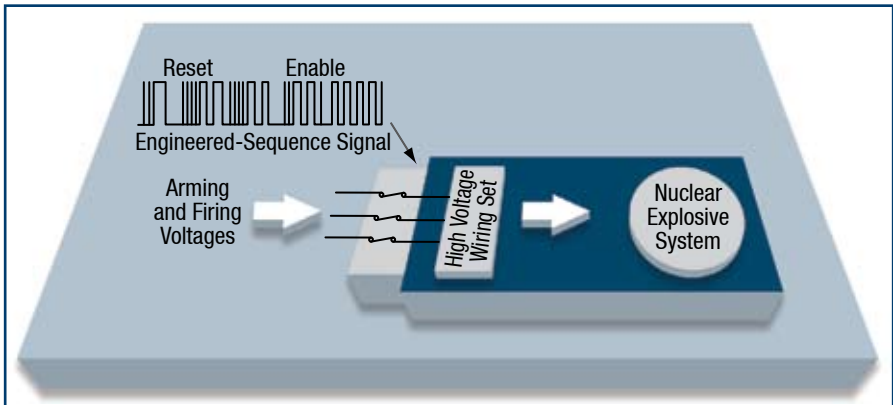 Reset Enable
Engineered-Sequence Signal
Arming
and Firing
Voltages
High Voltage
Wiring Set
Nuclear
Explosive
System